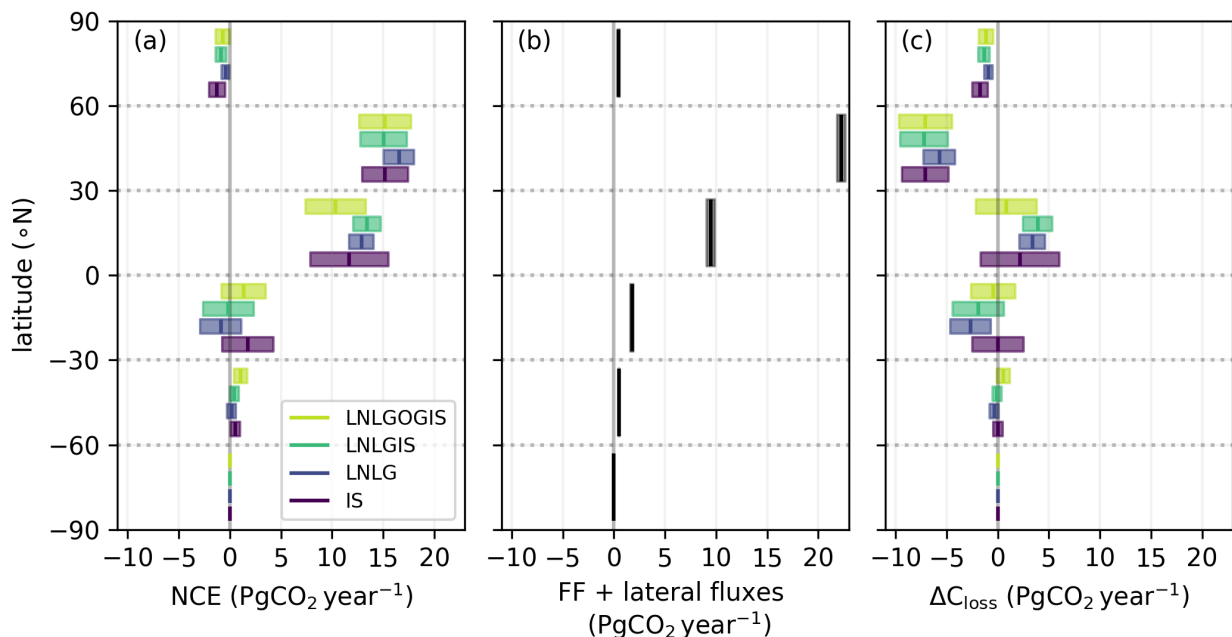 (a)
(b)
(c)
90
60
30
0
−30
−60
−90
latitude (∘N)
LNLGOGIS
LNLGIS
LNLG
IS
−10 −5 0 5 10 15 20
−10 −5 0 5 10 15 20
−10 −5 0 5 10 15 20
NCE (PgCO₂ year⁻¹)
FF + lateral fluxes
(PgCO₂ year⁻¹)
ΔC_loss (PgCO₂ year⁻¹)